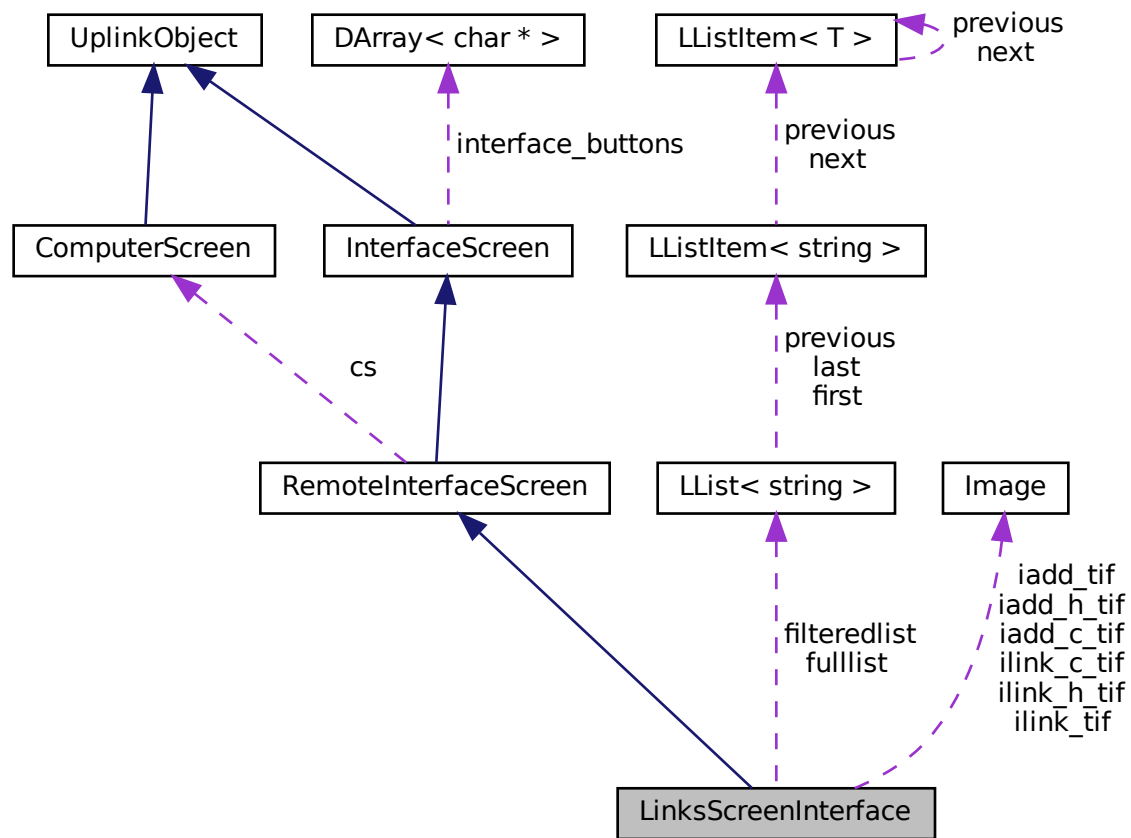 UplinkObject
DArray< char * >
LListItem< T >
previous
next
interface_buttons
previous
next
ComputerScreen
InterfaceScreen
LListItem< string >
cs
previous
last
first
RemoteInterfaceScreen
LList< string >
Image
filteredlist
fulllist
iadd_tif
iadd_h_tif
iadd_c_tif
ilink_c_tif
ilink_h_tif
ilink_tif
LinksScreenInterface